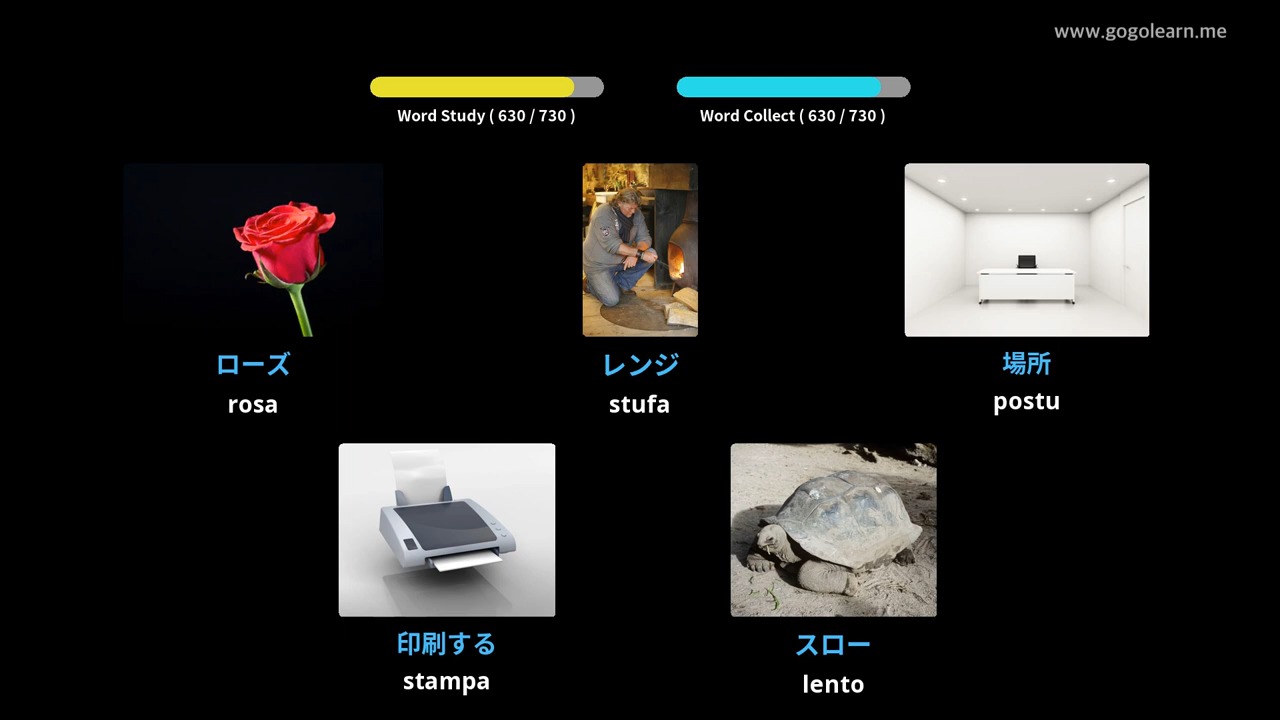 www.gogolearn.me
Word Study ( 630 / 730 )
Word Collect ( 630 / 730 )
ローズ
rosa
レンジ
stufa
場所
postu
印刷する
stampa
スロー
lento